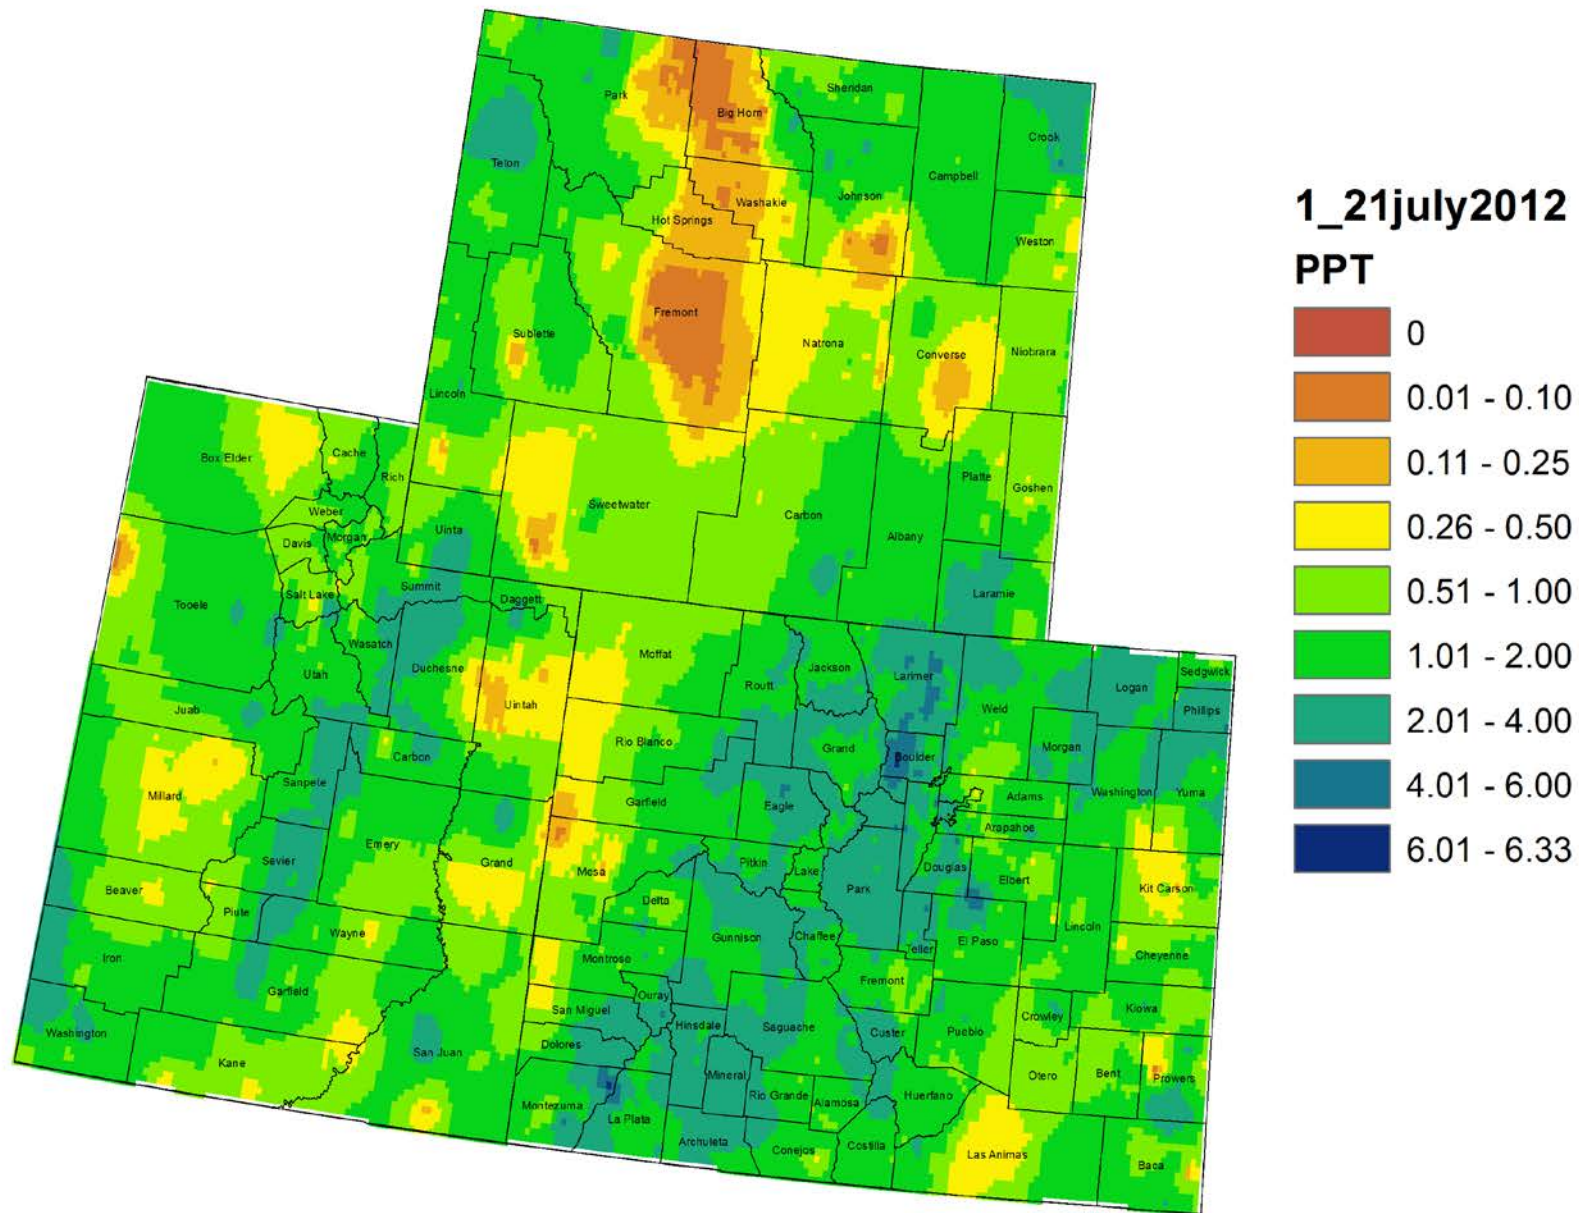 1_21july2012
PPT
0
0.01 - 0.10
0.11 - 0.25
0.26 - 0.50
0.51 - 1.00
1.01 - 2.00
2.01 - 4.00
4.01 - 6.00
6.01 - 6.33
Sheridan
Park
Big Horn
Crook
Teton
Campbell
Johnson
Washakie
Hot Springs
Weston
Fremont
Sublette
Natrona
Converse
Niobrara
Lincoln
Cache
Box Elder
Rich
Platte
Goshen
Sweetwater
Weber
Carbon
Uinta
Albany
Davis
Morgan
Summit
Salt Lake
Daggett
Laramie
Tooele
Wasatch
Moffat
Duchesne
Jackson
Sedgwick
Utah
Larimer
Routt
Logan
Uintah
Weld
Phillips
Juab
Rio Blanco
Grand
Morgan
Carbon
Boulder
Sanpete
Millard
Garfield
Eagle
Adams
Washington
Yuma
Arapahoe
Emery
Sevier
Grand
Pitkin
Mesa
Lake
Douglas
Elbert
Beaver
Park
Kit Carson
Delta
Piute
Lincoln
Wayne
Gunnison
Chaffee
Teller
El Paso
Iron
Montrose
Cheyenne
Garfield
Fremont
Ouray
San Miguel
Kiowa
Crowley
Washington
Hinsdale
Saguache
Custer
Pueblo
Kane
San Juan
Dolores
Mineral
Otero
Bent
Prowers
Montezuma
Rio Grande
Alamosa
Huerfano
La Plata
Archuleta
Conejos
Costilla
Las Animas
Baca